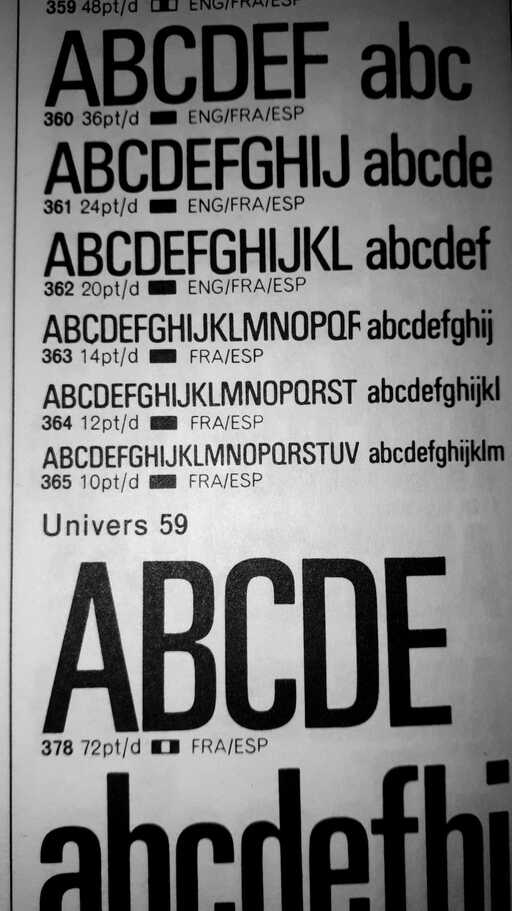 359 48pt/d ENG/FRA/ESP
ABCDEF abc
360 36pt/d ENG/FRA/ESP
ABCDEFGHIJ abcde
361 24pt/d ENG/FRA/ESP
ABCDEFGHIJKL abcdef
362 20pt/d ENG/FRA/ESP
ABCDEFGHIJKLMNOPQF abcdefghij
363 14pt/d FRA/ESP
ABCDEFGHIJKLMNOPQRST abcdefghijkl
364 12pt/d FRA/ESP
ABCDEFGHIJKLMNOPQRSTUV abcdefghijklm
365 10pt/d FRA/ESP
Univers 59
ABCDE
378 72pt/d FRA/ESP
abcdefhi